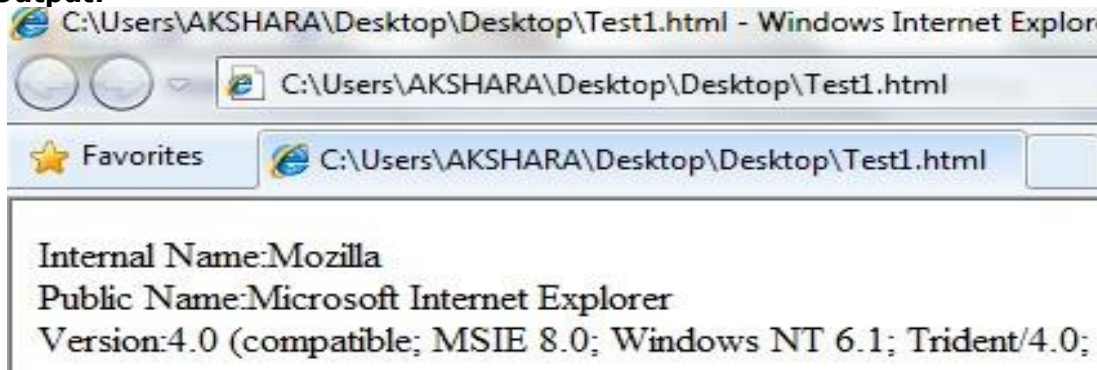 Output:
C:\Users\AKSHARA\Desktop\Desktop\Test1.html - Windows Internet Explor
C:\Users\AKSHARA\Desktop\Desktop\Test1.html
Favorites C:\Users\AKSHARA\Desktop\Desktop\Test1.html
Internal Name:Mozilla
Public Name:Microsoft Internet Explorer
Version:4.0 (compatible; MSIE 8.0; Windows NT 6.1; Trident/4.0;